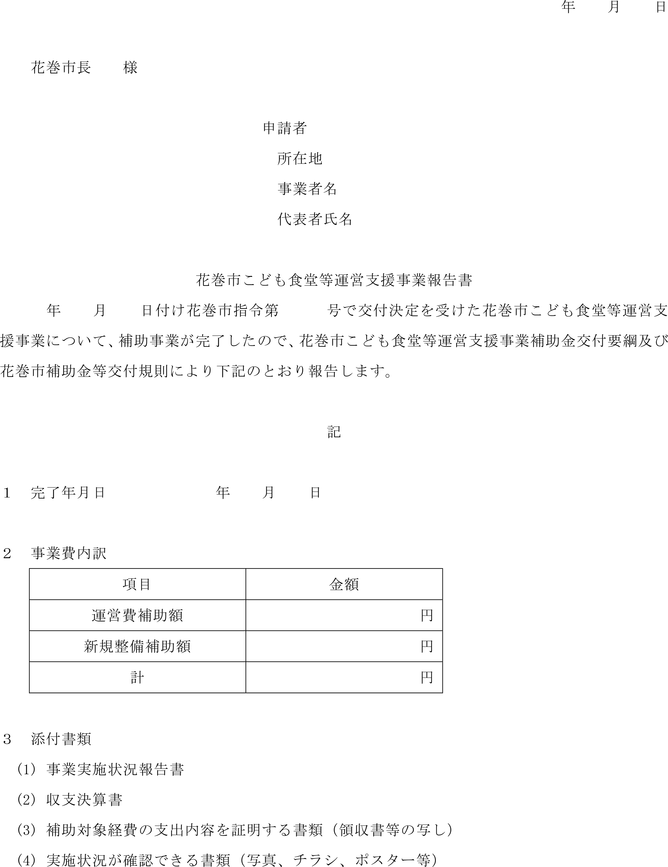 年　　月　　日
花巻市長　　様
申請者
所在地
事業者名
代表者氏名
花巻市こども食堂等運営支援事業報告書
年　　月　　日付け花巻市指令第　　　号で交付決定を受けた花巻市こども食堂等運営支
援事業について、補助事業が完了したので、花巻市こども食堂等運営支援事業補助金交付要綱及び
花巻市補助金等交付規則により下記のとおり報告します。
記
１　完了年月日　　　　　　　年　　月　　日
２　事業費内訳
項目　金額
運営費補助額　円
新規整備補助額　円
計　円
３　添付書類
(1) 事業実施状況報告書
(2) 収支決算書
(3) 補助対象経費の支出内容を証明する書類（領収書等の写し）
(4) 実施状況が確認できる書類（写真、チラシ、ポスター等）